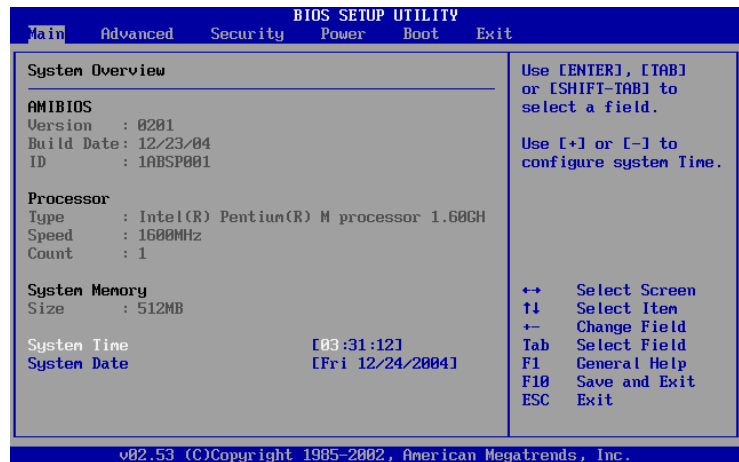 BIOS SETUP UTILITY
Main Advanced Security Power Boot Exit
System Overview
AMIBIOS
Version : 0201
Build Date: 12/23/04
ID : 1ABSP001
Processor
Type : Intel(R) Pentium(R) M processor 1.60GH
Speed : 1600MHz
Count : 1
System Memory
Size : 512MB
System Time [03:31:12]
System Date [Fri 12/24/2004]
Use [ENTER], [TAB]
or [SHIFT-TAB] to
select a field.
Use [+] or [-] to
configure system Time.
↔ Select Screen
↑↓ Select Item
+- Change Field
Tab Select Field
F1 General Help
F10 Save and Exit
ESC Exit
v02.53 (C)Copyright 1985-2002, American Megatrends, Inc.